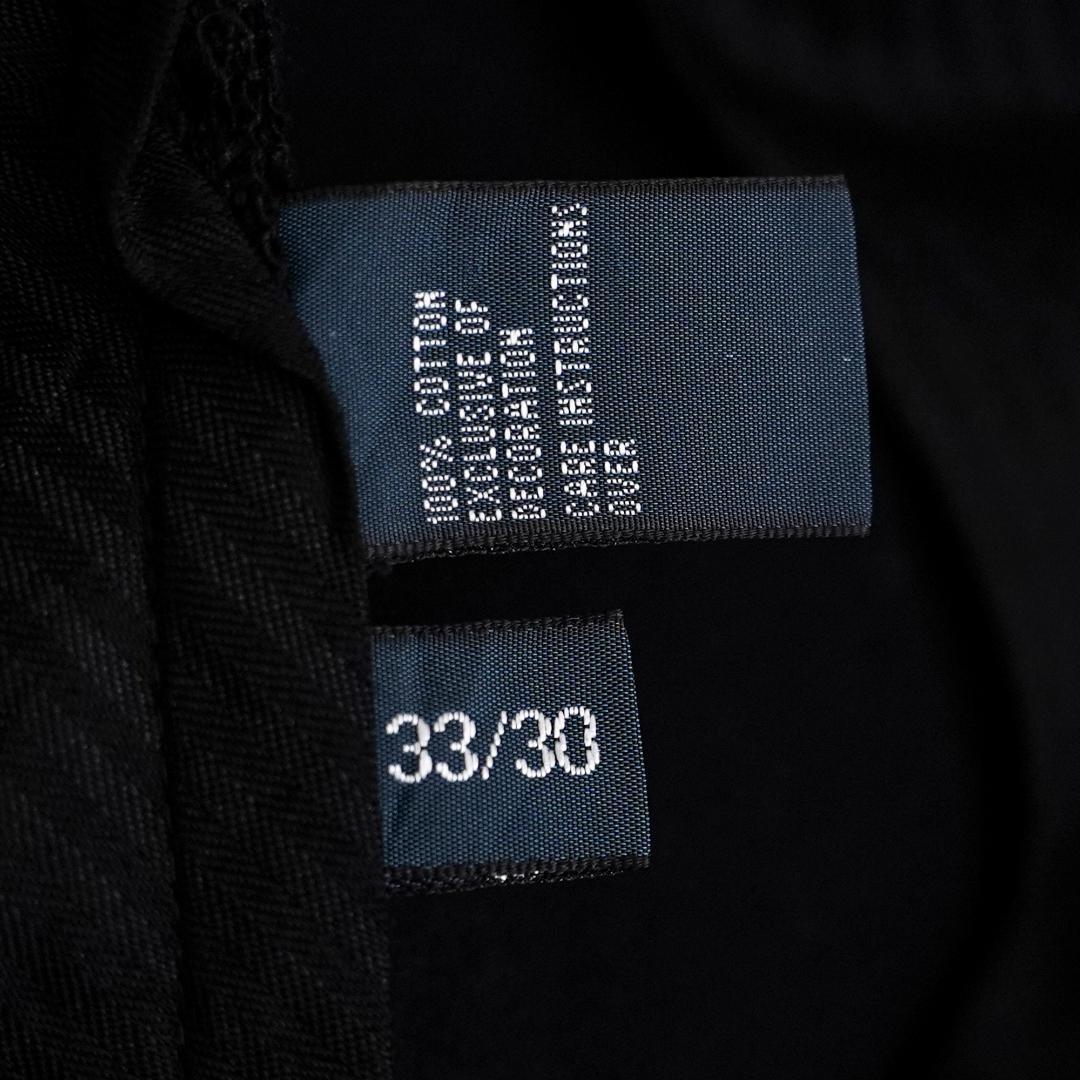 100% COTTON
EXCLUSIVE OF
DECORATION
CARE INSTRUCTIONS
OVER
33/30